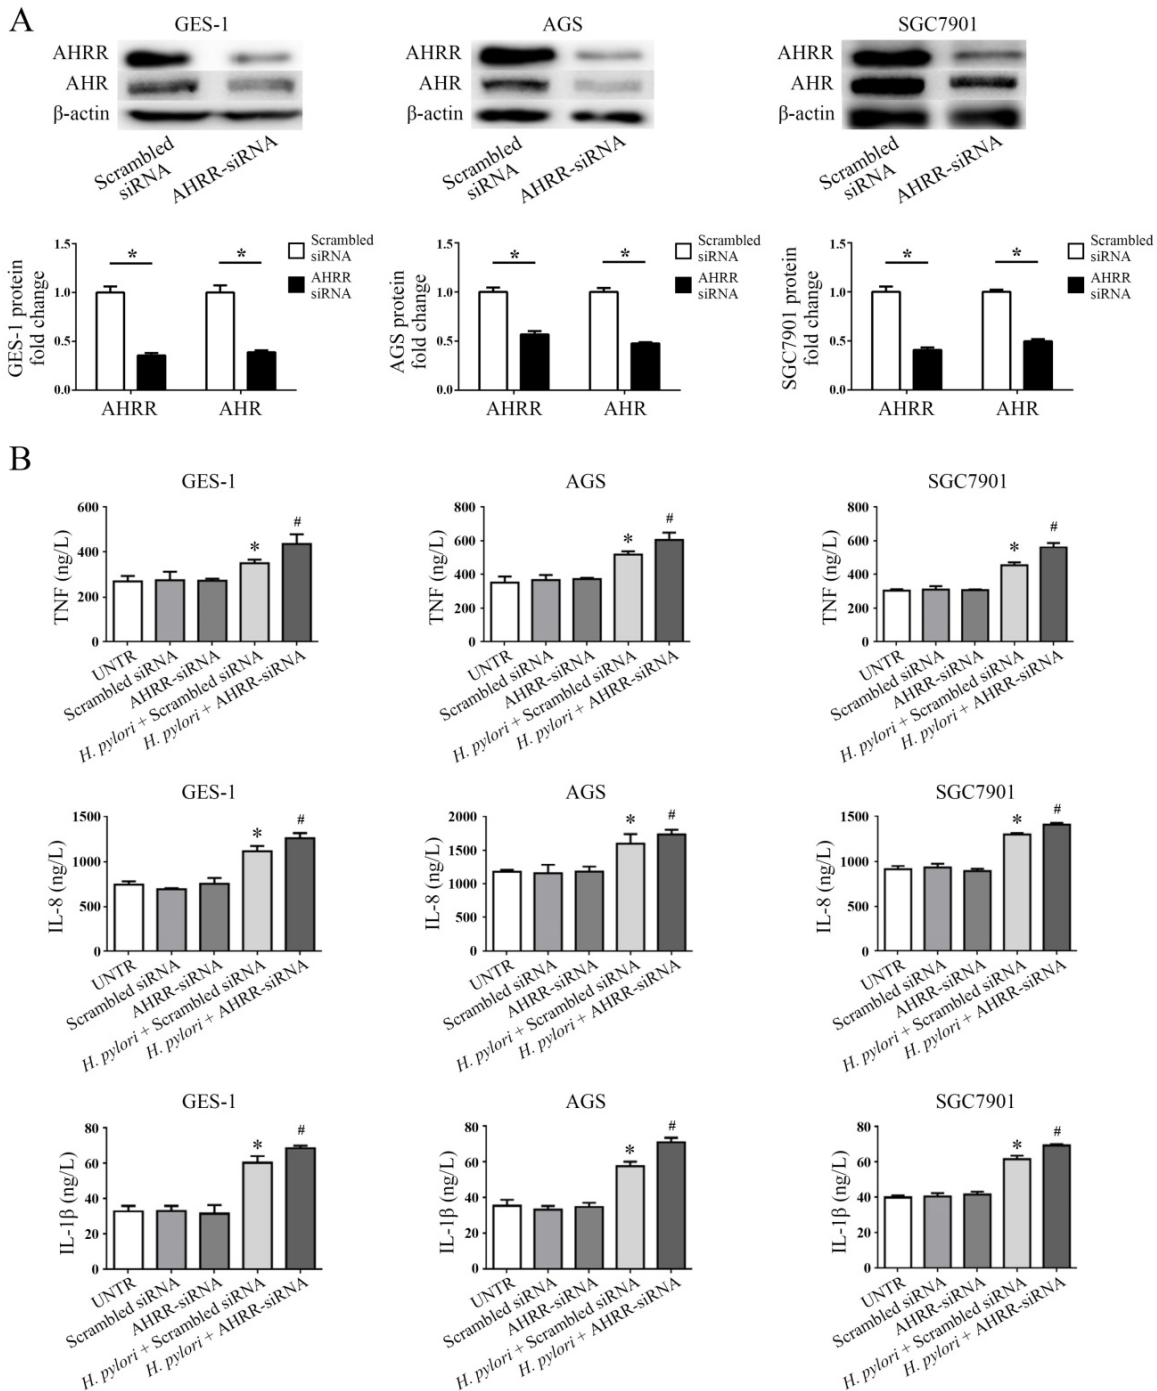 A
GES-1
AGS
SGC7901
AHRR
AHR
β-actin
Scrambled
siRNA
AHRR-siRNA
AHRR
AHR
β-actin
Scrambled
siRNA
AHRR-siRNA
AHRR
AHR
β-actin
Scrambled
siRNA
AHRR-siRNA
GES-1 protein
fold change
1.5
1.0
0.5
0.0
*
*
AHRR
AHR
Scrambled
siRNA
AHRR
siRNA
AGS protein
fold change
1.5
1.0
0.5
0.0
*
*
AHRR
AHR
Scrambled
siRNA
AHRR
siRNA
SGC7901 protein
fold change
1.5
1.0
0.5
0.0
*
*
AHRR
AHR
Scrambled
siRNA
AHRR
siRNA
B
GES-1
TNF (ng/L)
600
400
200
0
*
#
UNTR
Scrambled siRNA
AHRR-siRNA
H. pylori + Scrambled siRNA
H. pylori + AHRR-siRNA
AGS
TNF (ng/L)
800
600
400
200
0
*
#
UNTR
Scrambled siRNA
AHRR-siRNA
H. pylori + Scrambled siRNA
H. pylori + AHRR-siRNA
SGC7901
TNF (ng/L)
800
600
400
200
0
*
#
UNTR
Scrambled siRNA
AHRR-siRNA
H. pylori + Scrambled siRNA
H. pylori + AHRR-siRNA
GES-1
IL-8 (ng/L)
1500
1000
500
0
*
#
UNTR
Scrambled siRNA
AHRR-siRNA
H. pylori + Scrambled siRNA
H. pylori + AHRR-siRNA
AGS
IL-8 (ng/L)
2000
1500
1000
500
0
*
#
UNTR
Scrambled siRNA
AHRR-siRNA
H. pylori + Scrambled siRNA
H. pylori + AHRR-siRNA
SGC7901
IL-8 (ng/L)
1500
1000
500
0
*
#
UNTR
Scrambled siRNA
AHRR-siRNA
H. pylori + Scrambled siRNA
H. pylori + AHRR-siRNA
GES-1
IL-1β (ng/L)
80
60
40
20
0
*
#
UNTR
Scrambled siRNA
AHRR-siRNA
H. pylori + Scrambled siRNA
H. pylori + AHRR-siRNA
AGS
IL-1β (ng/L)
80
60
40
20
0
*
#
UNTR
Scrambled siRNA
AHRR-siRNA
H. pylori + Scrambled siRNA
H. pylori + AHRR-siRNA
SGC7901
IL-1β (ng/L)
80
60
40
20
0
*
#
UNTR
Scrambled siRNA
AHRR-siRNA
H. pylori + Scrambled siRNA
H. pylori + AHRR-siRNA